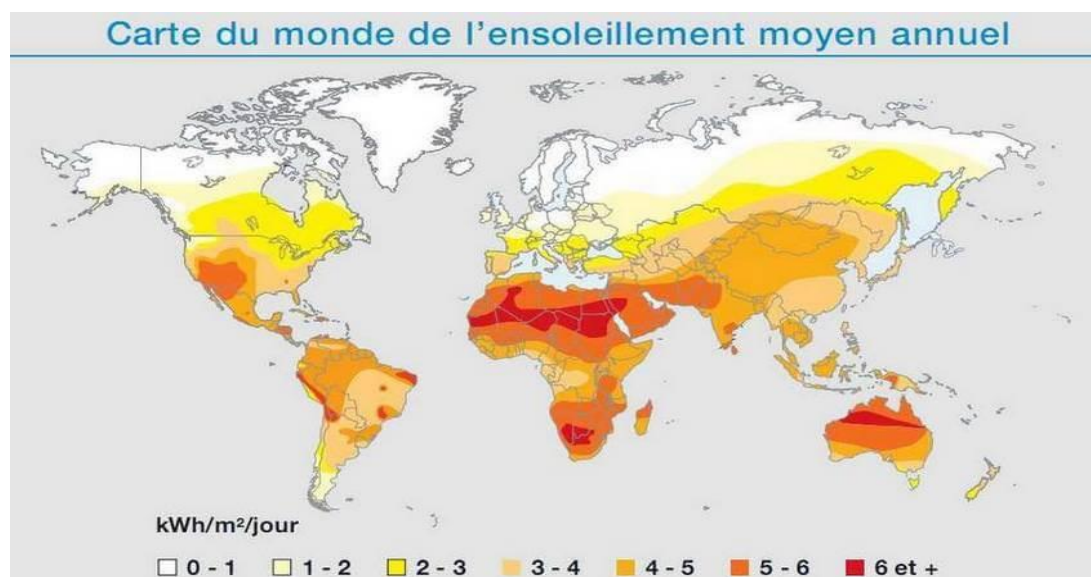 Carte du monde de l'ensoleillement moyen annuel
kWh/m²/jour
0 - 1 1 - 2 2 - 3 3 - 4 4 - 5 5 - 6 6 et +